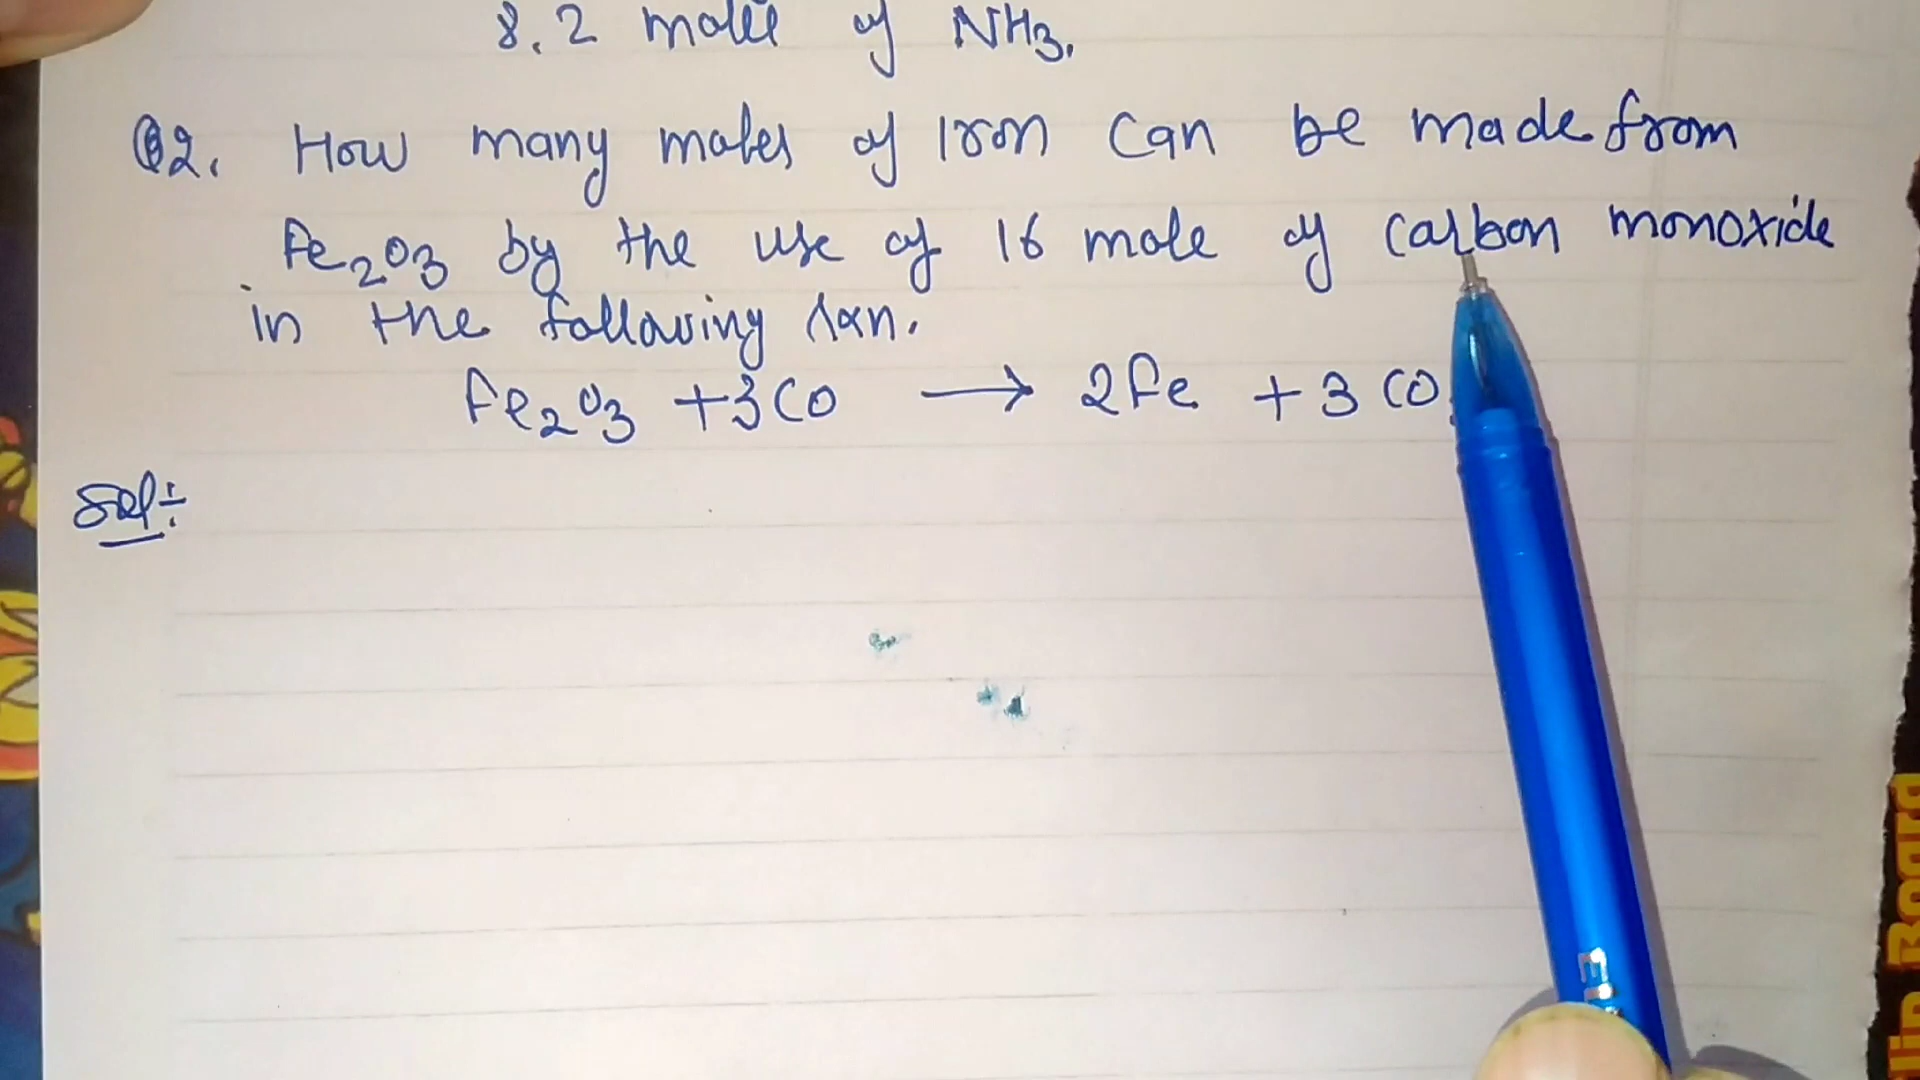 8.2 moles of NH3.
Q2. How many moles of Iron can be made from
Fe2O3 by the use of 16 mole of carbon monoxide
in the following rxn.
Fe2O3 + 3CO → 2Fe + 3CO
Sol: